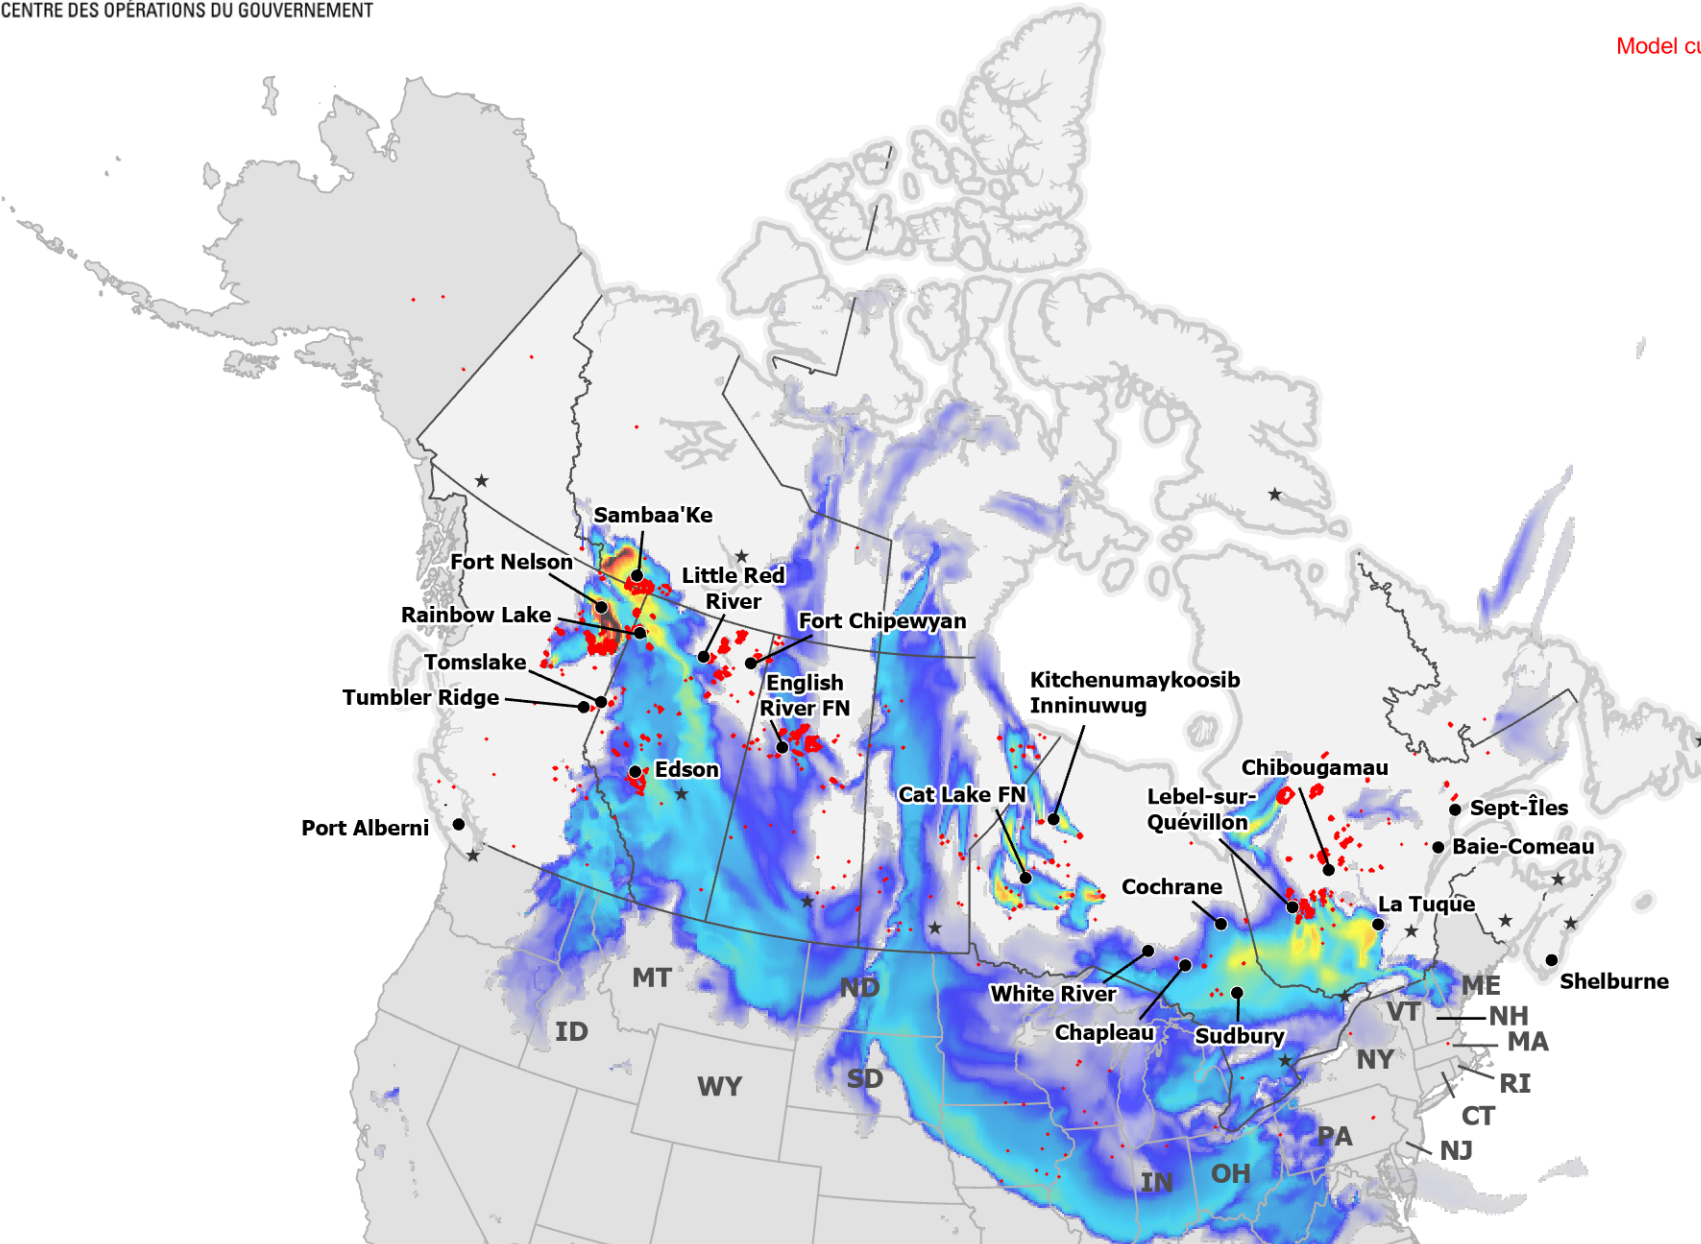 CENTRE DES OPÉRATIONS DU GOUVERNEMENT
Model cu
Sambaa'Ke
Fort Nelson
Little Red
River
Rainbow Lake
Fort Chipewyan
Tomslake
English
River FN
Tumbler Ridge
Kitchenumaykoosib
Inninuwug
Edson
Chibougamau
Cat Lake FN
Lebel-sur-
Quévillon
Sept-Îles
Port Alberni
Baie-Comeau
Cochrane
La Tuque
MT
ND
White River
ME
Shelburne
VT
NH
ID
Chapleau
Sudbury
MA
NY
WY
SD
RI
CT
PA
NJ
IN
OH